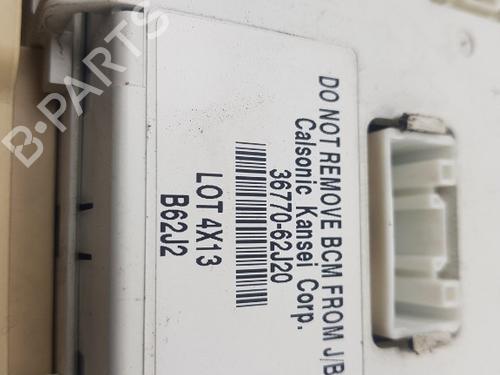 DO NOT REMOVE BCM FROM J/B
Calsonic Kansei Corp.
36770-62J20
LOT 4X13
B62J2
B-PARTS